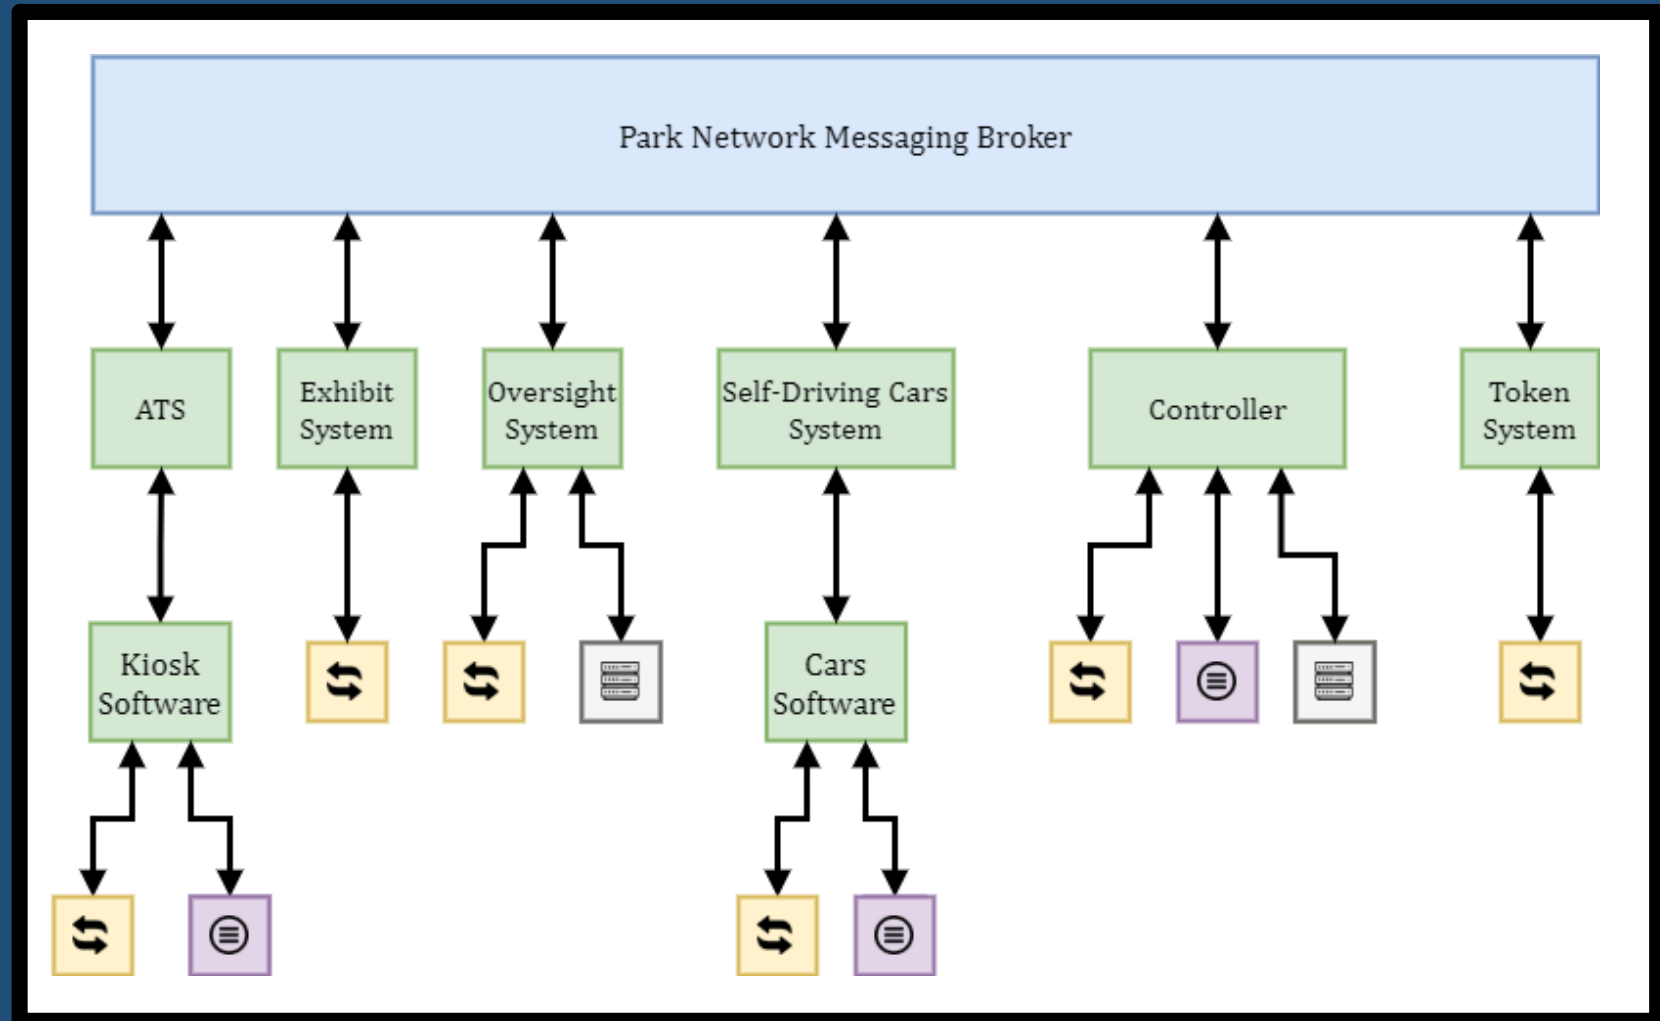 Park Network Messaging Broker
ATS
Exhibit
System
Oversight
System
Self-Driving Cars
System
Controller
Token
System
Kiosk
Software
Cars
Software